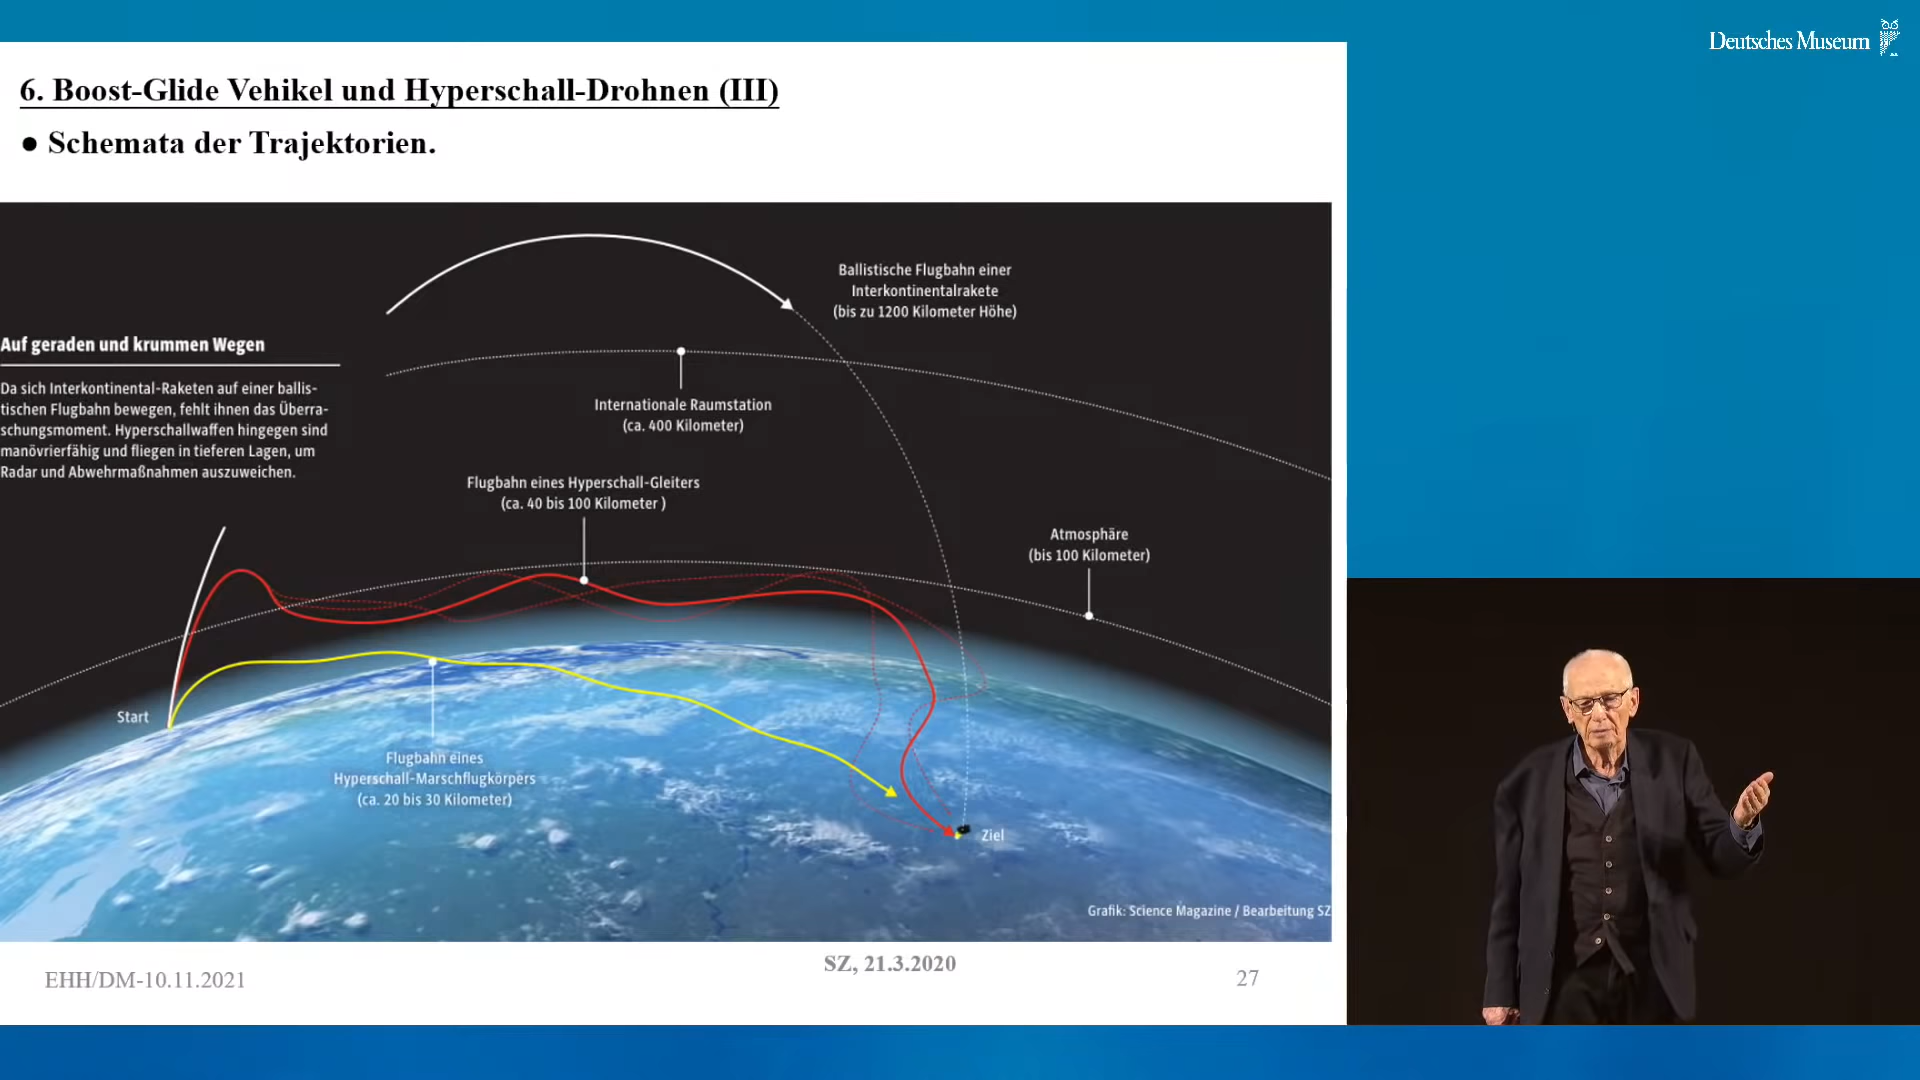 Deutsches Museum
6. Boost-Glide Vehikel und Hyperschall-Drohnen (III)
● Schemata der Trajektorien.
Ballistische Flugbahn einer
Interkontinentalrakete
(bis zu 1200 Kilometer Höhe)
Auf geraden und krummen Wegen
Da sich Interkontinental-Raketen auf einer ballis-
tischen Flugbahn bewegen, fehlt ihnen das Überra-
schungsmoment. Hyperschallwaffen hingegen sind
manövrierfähig und fliegen in tieferen Lagen, um
Radar und Abwehrmaßnahmen auszuweichen.
Internationale Raumstation
(ca. 400 Kilometer)
Flugbahn eines Hyperschall-Gleiters
(ca. 40 bis 100 Kilometer )
Atmosphäre
(bis 100 Kilometer)
Start
Flugbahn eines
Hyperschall-Marschflugkörpers
(ca. 20 bis 30 Kilometer)
Ziel
Grafik: Science Magazine / Bearbeitung SZ
SZ, 21.3.2020
EHH/DM-10.11.2021
27